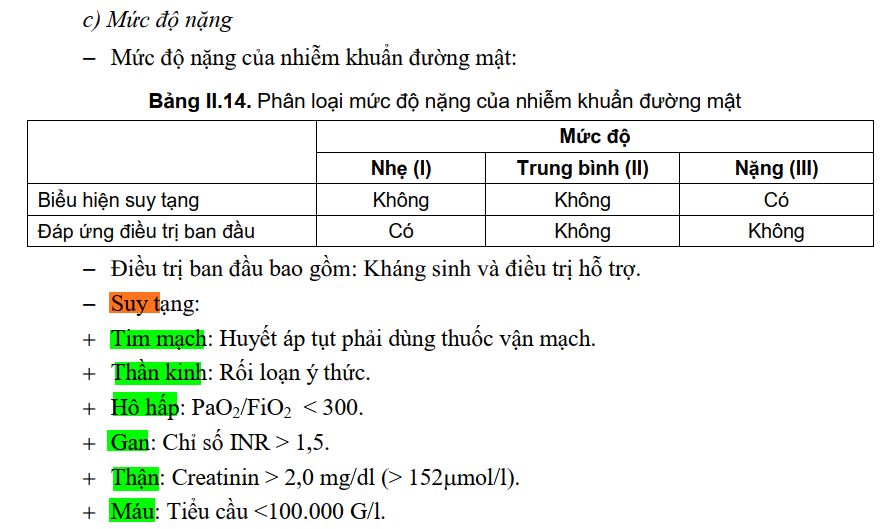 c) Mức độ nặng
– Mức độ nặng của nhiễm khuẩn đường mật:
Bảng II.14. Phân loại mức độ nặng của nhiễm khuẩn đường mật
Mức độ
Nhẹ (I) Trung bình (II) Nặng (III)
Biểu hiện suy tạng Không Không Có
Đáp ứng điều trị ban đầu Có Không Không
– Điều trị ban đầu bao gồm: Kháng sinh và điều trị hỗ trợ.
– Suy tạng:
+ Tim mạch: Huyết áp tụt phải dùng thuốc vận mạch.
+ Thần kinh: Rối loạn ý thức.
+ Hô hấp: PaO₂/FiO₂ < 300.
+ Gan: Chỉ số INR > 1,5.
+ Thận: Creatinin > 2,0 mg/dl (> 152μmol/l).
+ Máu: Tiểu cầu <100.000 G/l.